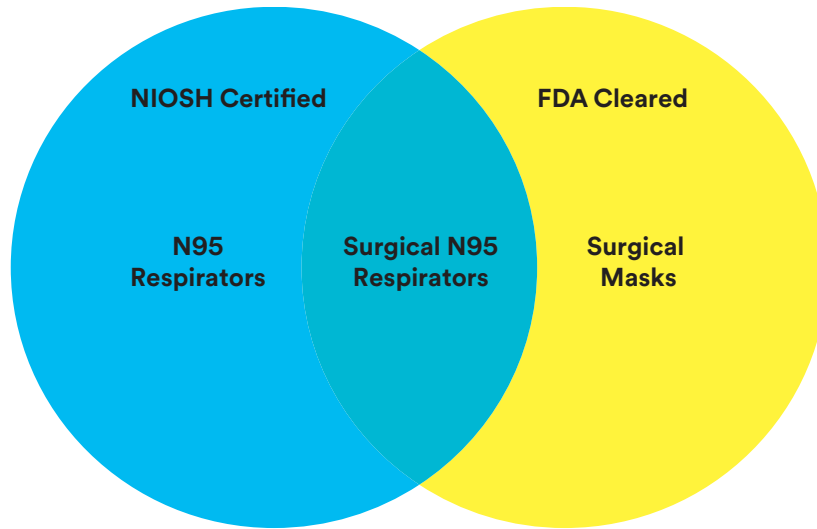 NIOSH Certified
FDA Cleared
N95
Respirators
Surgical N95
Respirators
Surgical
Masks